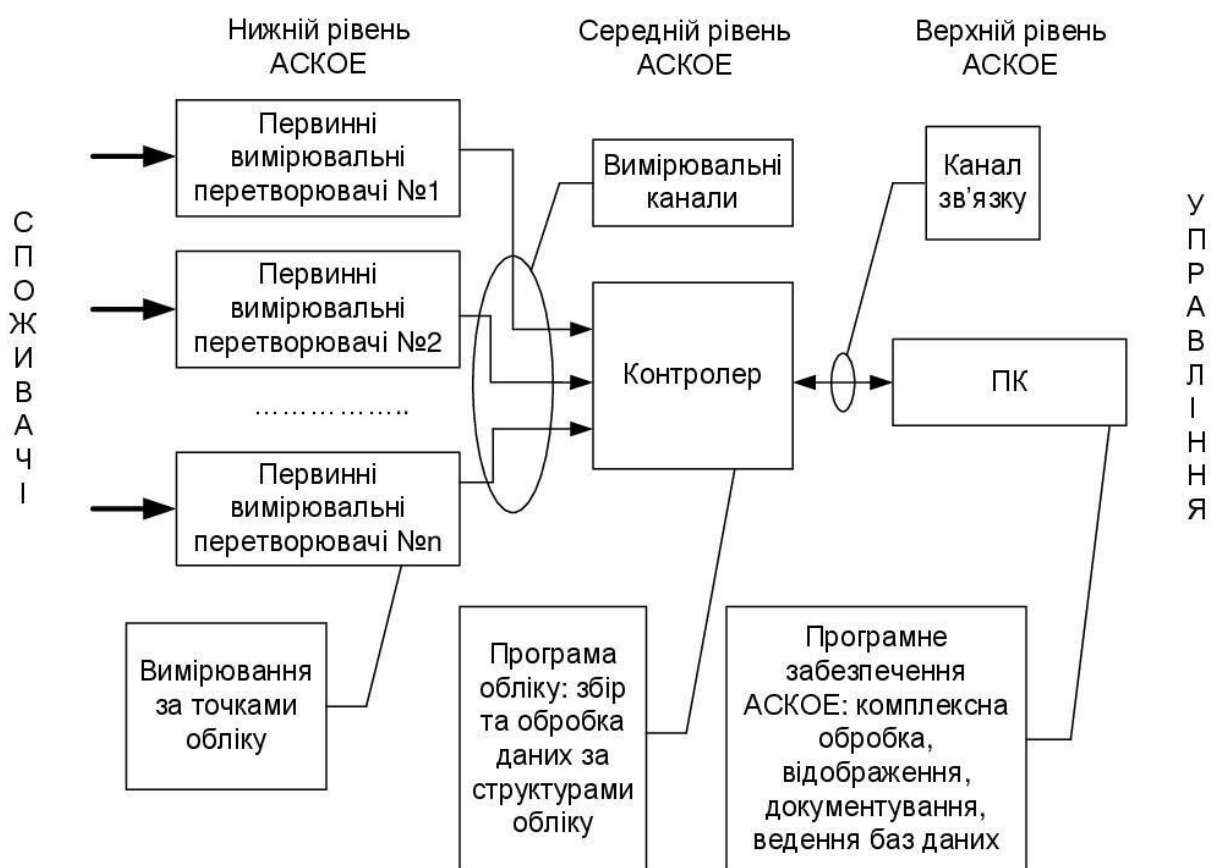 Нижній рівень
АСКОЕ
Середній рівень
АСКОЕ
Верхній рівень
АСКОЕ
СПОЖИВАЧІ
Первинні
вимірювальні
перетворювачі №1
Вимірювальні
канали
Канал
зв’язку
УПРАВЛІННЯ
Первинні
вимірювальні
перетворювачі №2
Контролер
ПК
……………..
Первинні
вимірювальні
перетворювачі №n
Вимірювання
за точками
обліку
Програма
обліку: збір
та обробка
даних за
структурами
обліку
Програмне
забезпечення
АСКОЕ: комплексна
обробка,
відображення,
документування,
ведення баз даних